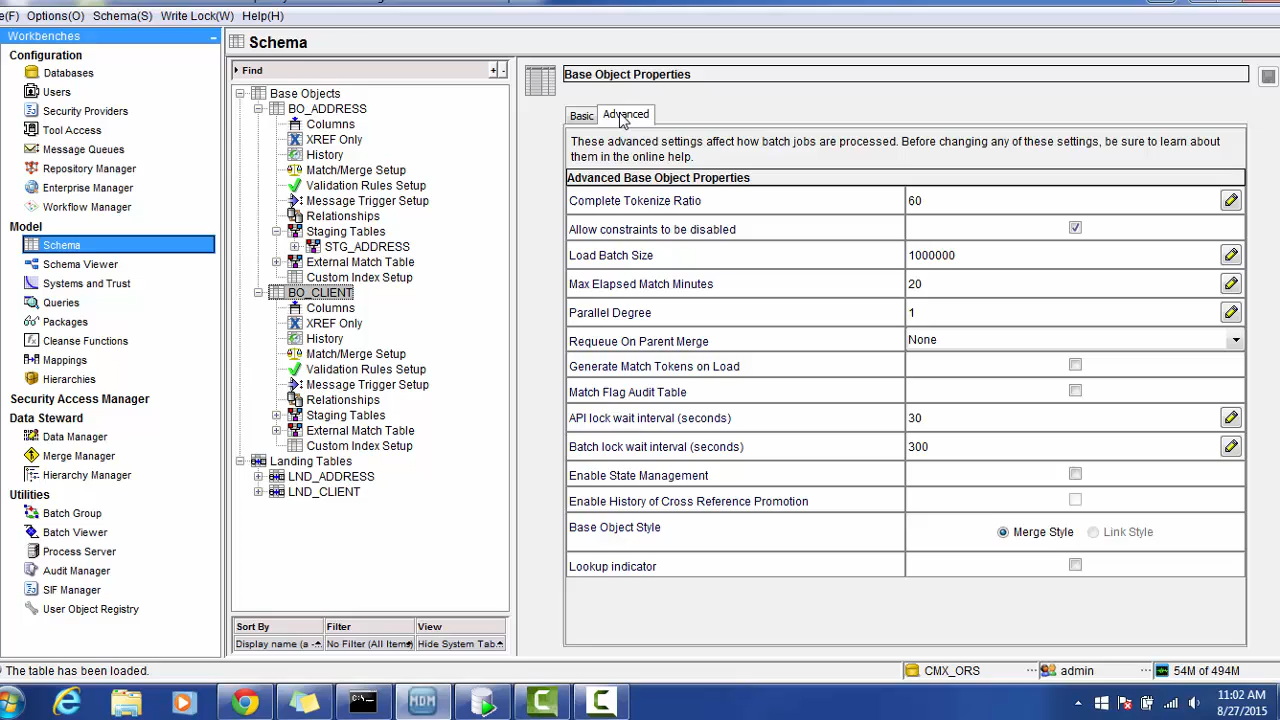 e(F) Options(O) Schema(S) Write Lock(W) Help(H)
Workbenches
Configuration
Databases
Users
Security Providers
Tool Access
Message Queues
Repository Manager
Enterprise Manager
Workflow Manager
Model
Schema
Schema Viewer
Systems and Trust
Queries
Packages
Cleanse Functions
Mappings
Hierarchies
Security Access Manager
Data Steward
Data Manager
Merge Manager
Hierarchy Manager
Utilities
Batch Group
Batch Viewer
Process Server
Audit Manager
SIF Manager
User Object Registry
Schema
Find
+ -
Base Objects
BO_ADDRESS
Columns
XREF Only
History
Match/Merge Setup
Validation Rules Setup
Message Trigger Setup
Relationships
Staging Tables
STG_ADDRESS
External Match Table
Custom Index Setup
BO_CLIENT
Columns
XREF Only
History
Match/Merge Setup
Validation Rules Setup
Message Trigger Setup
Relationships
Staging Tables
External Match Table
Custom Index Setup
Landing Tables
LND_ADDRESS
LND_CLIENT
Sort By Filter View
Display name (a - No Filter (All Items) Hide System Tab
Base Object Properties
Basic Advanced
These advanced settings affect how batch jobs are processed. Before changing any of these settings, be sure to learn about
them in the online help.
Advanced Base Object Properties
Complete Tokenize Ratio 60
Allow constraints to be disabled
Load Batch Size 1000000
Max Elapsed Match Minutes 20
Parallel Degree 1
Requeue On Parent Merge None
Generate Match Tokens on Load
Match Flag Audit Table
API lock wait interval (seconds) 30
Batch lock wait interval (seconds) 300
Enable State Management
Enable History of Cross Reference Promotion
Base Object Style Merge Style Link Style
Lookup indicator
The table has been loaded. CMX_ORS admin 54M of 494M
MDM
11:02 AM
8/27/2015